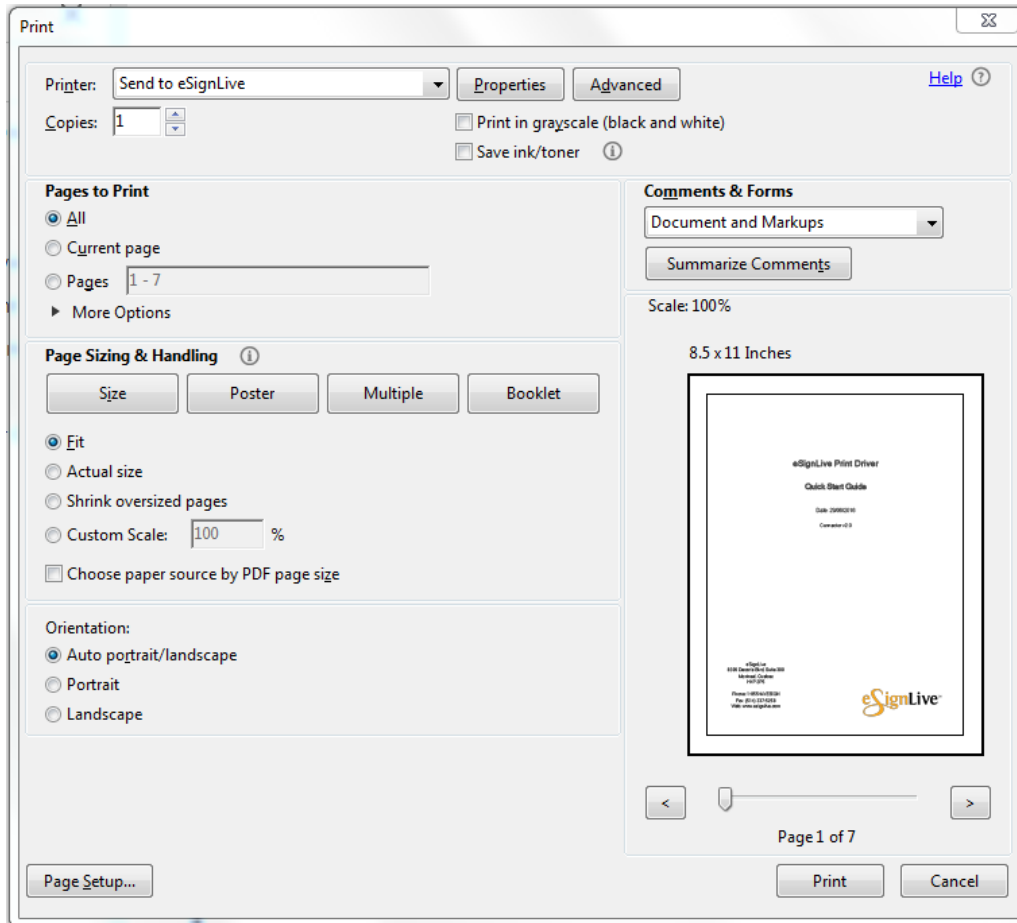 Print
Printer: Send to eSignLive Properties Advanced Help
Copies: 1 Print in grayscale (black and white)
Save ink/toner
Pages to Print
All
Current page
Pages 1 - 7
More Options
Comments & Forms
Document and Markups
Summarize Comments
Page Sizing & Handling
Size Poster Multiple Booklet
Fit
Actual size
Shrink oversized pages
Custom Scale: 100 %
Choose paper source by PDF page size
Orientation:
Auto portrait/landscape
Portrait
Landscape
Scale: 100%
8.5 x 11 Inches
eSignLive Print Driver
Quick Start Guide
eSignLive
eSignLive
< >
Page 1 of 7
Page Setup... Print Cancel